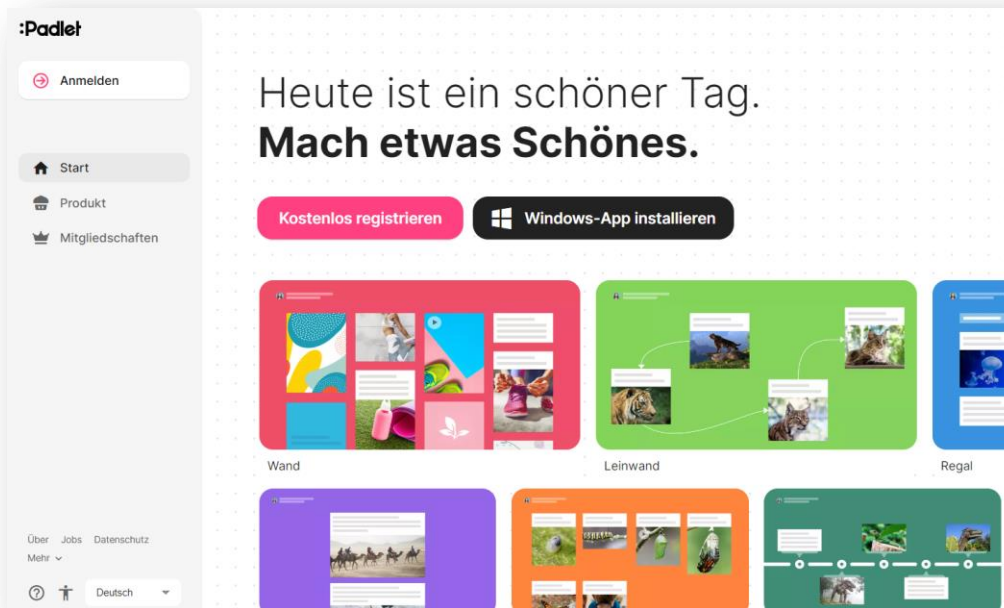 :Padlet
Anmelden
Start
Produkt
Mitgliedschaften
Über Jobs Datenschutz
Mehr
Deutsch
Heute ist ein schöner Tag.
Mach etwas Schönes.
Kostenlos registrieren
Windows-App installieren
Wand
Leinwand
Regal